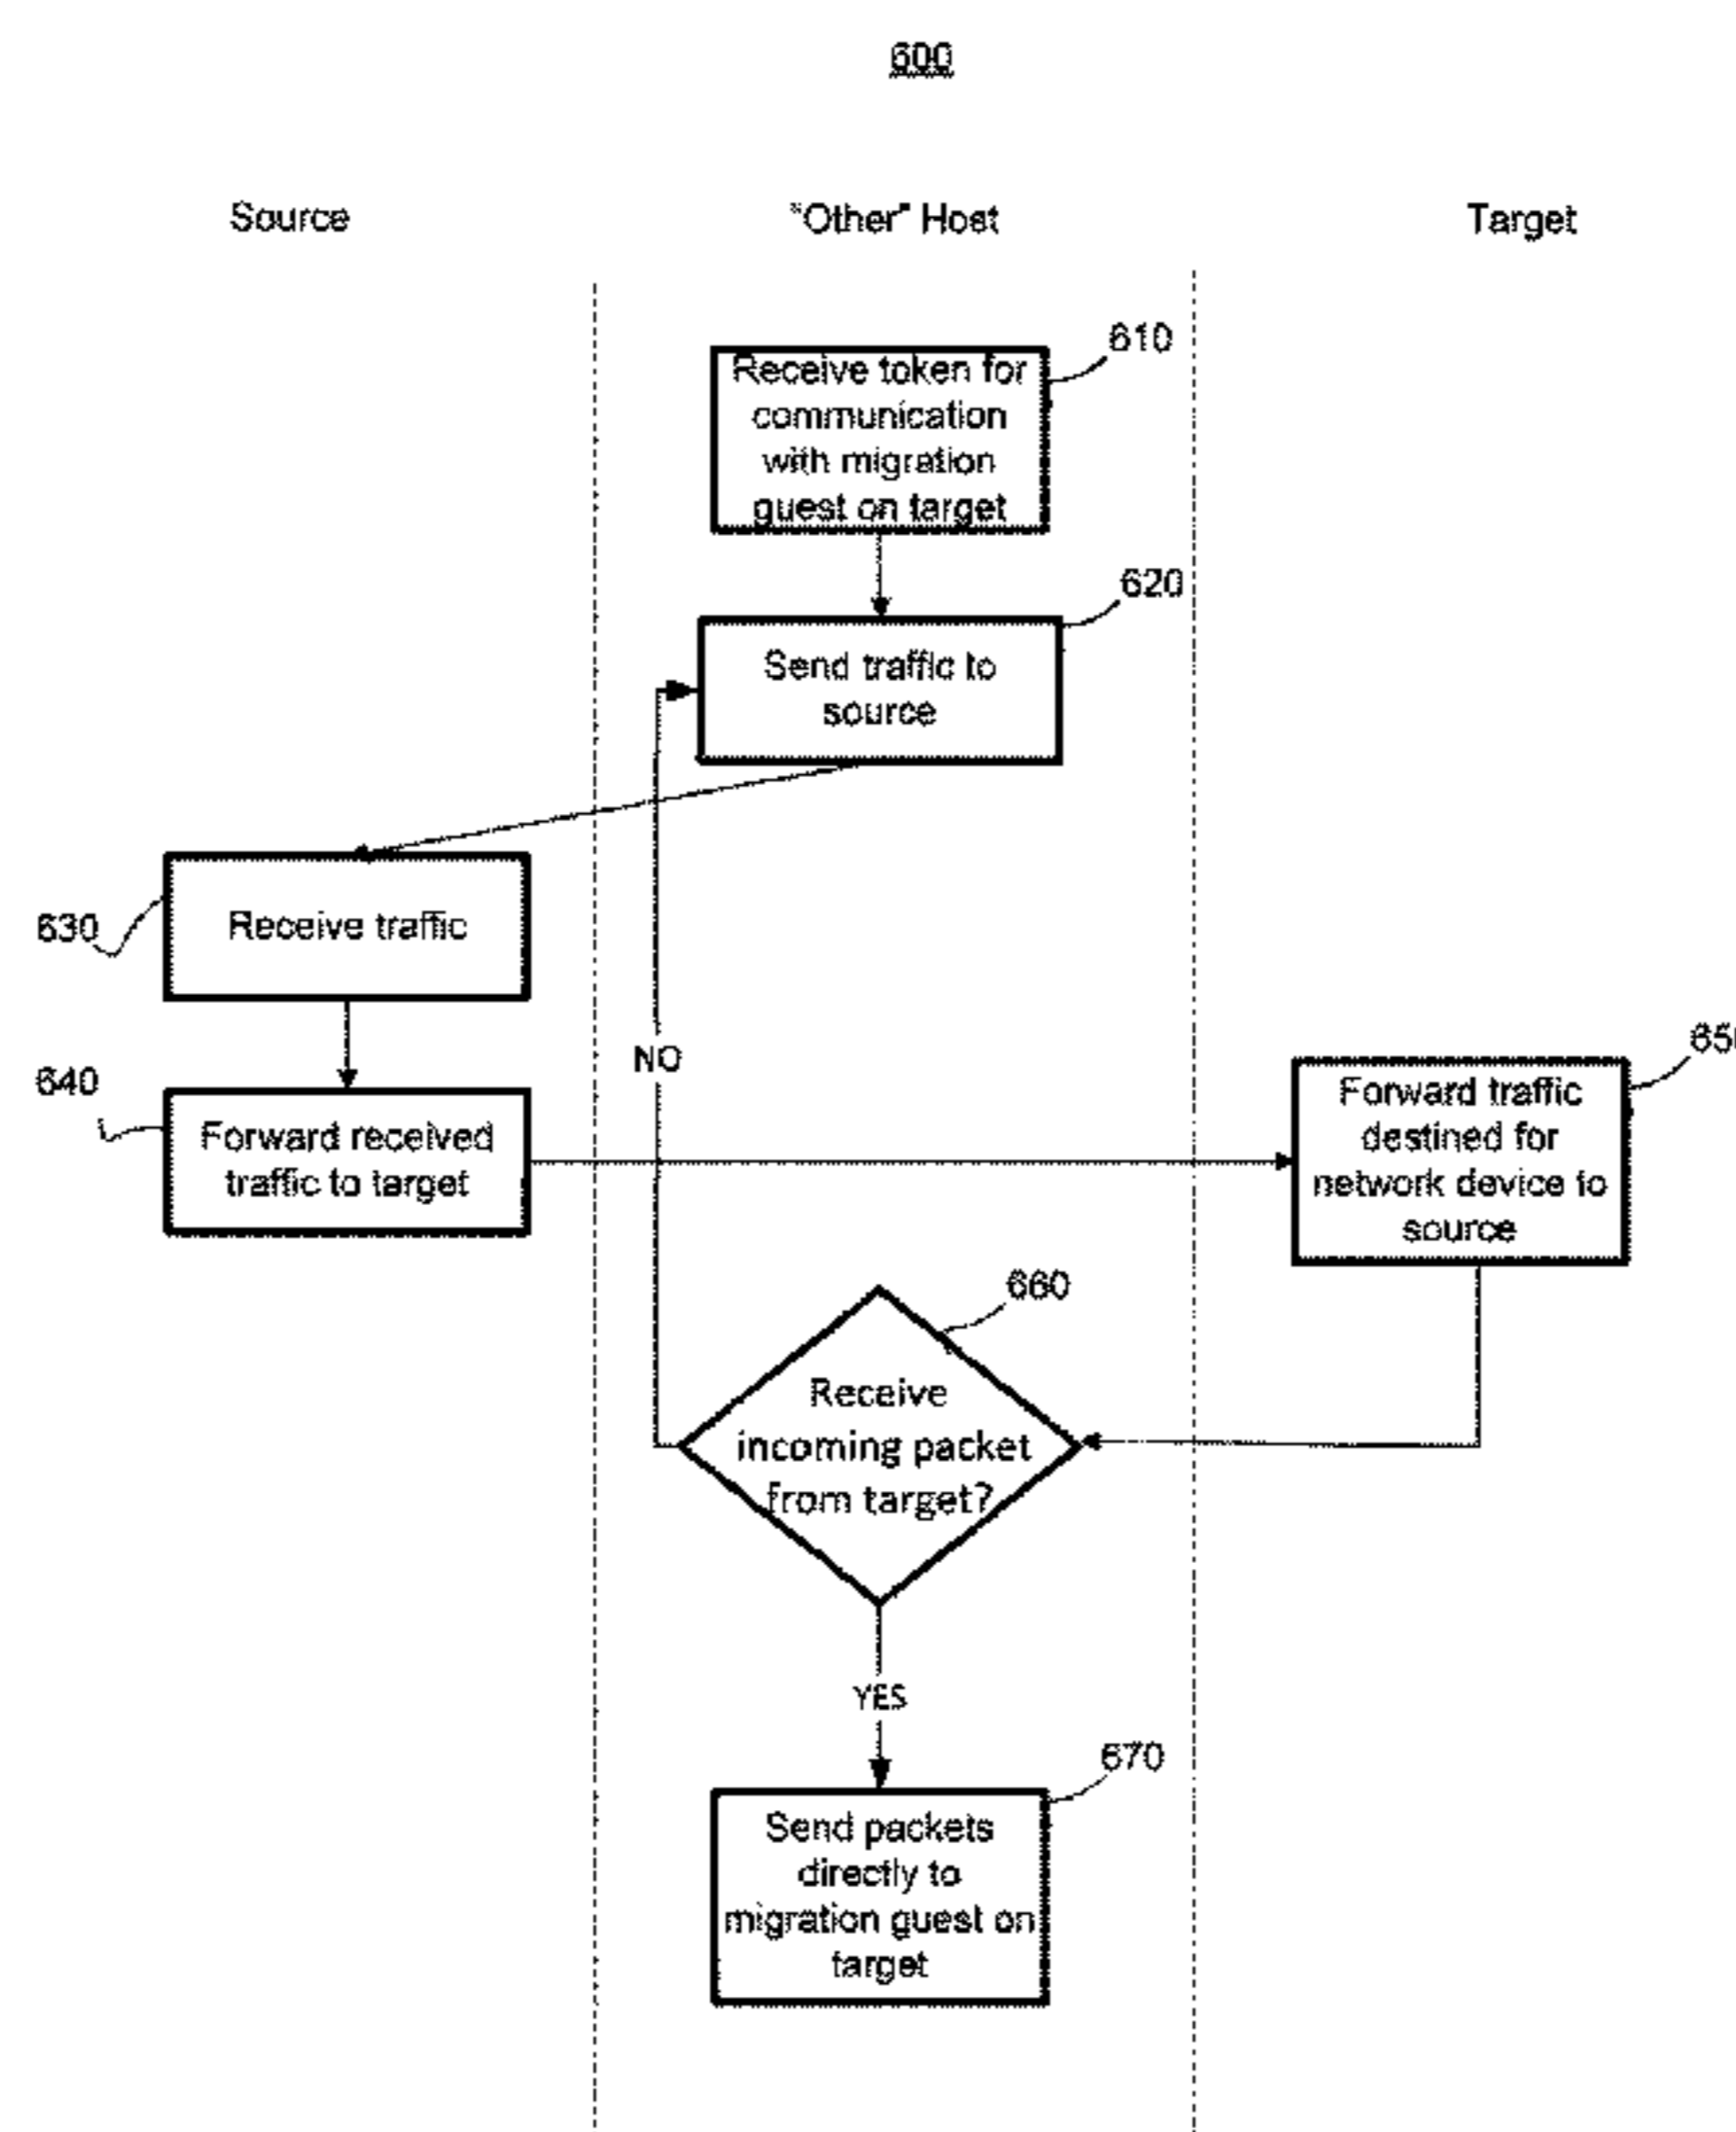 600
Source
"Other" Host
Target
610
Receive token for
communication
with migration
guest on target
620
Send traffic to
source
630
Receive traffic
NO
640
Forward received
traffic to target
65
Forward traffic
destined for
network device to
source
660
Receive
incoming packet
from target?
YES
670
Send packets
directly to
migration guest on
target